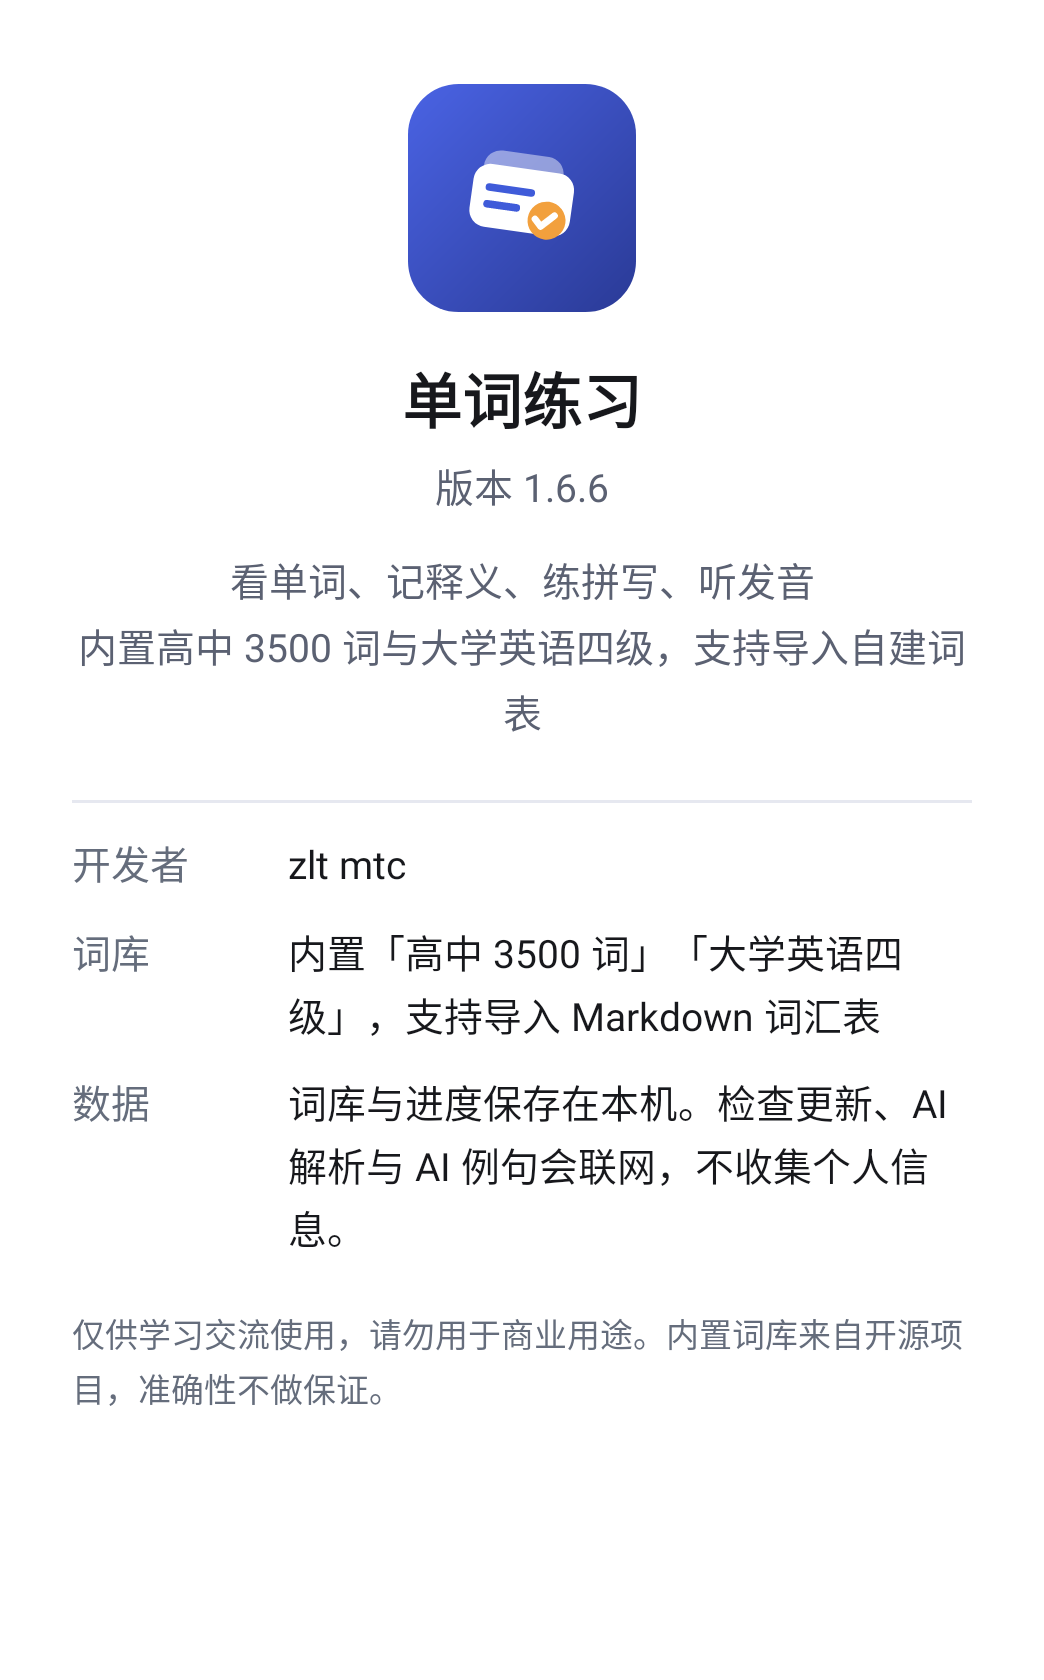 单词练习
版本 1.6.6
看单词、记释义、练拼写、听发音
内置高中 3500 词与大学英语四级，支持导入自建词
表
开发者 zlt mtc
词库 内置「高中 3500 词」「大学英语四
级」，支持导入 Markdown 词汇表
数据 词库与进度保存在本机。检查更新、AI
解析与 AI 例句会联网，不收集个人信
息。
仅供学习交流使用，请勿用于商业用途。内置词库来自开源项
目，准确性不做保证。